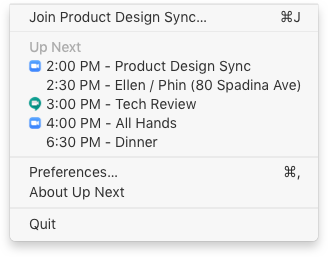 Join Product Design Sync... ⌘J
Up Next
2:00 PM - Product Design Sync
2:30 PM - Ellen / Phin (80 Spadina Ave)
3:00 PM - Tech Review
4:00 PM - All Hands
6:30 PM - Dinner
Preferences... ⌘,
About Up Next
Quit